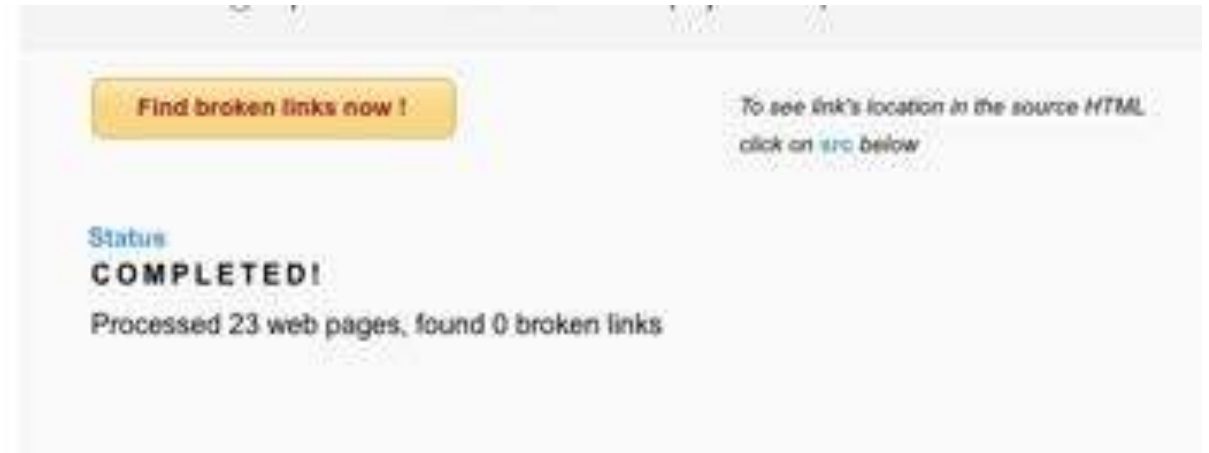 Find broken links now !
To see link's location in the source HTML
click on src below
Status
COMPLETED!
Processed 23 web pages, found 0 broken links